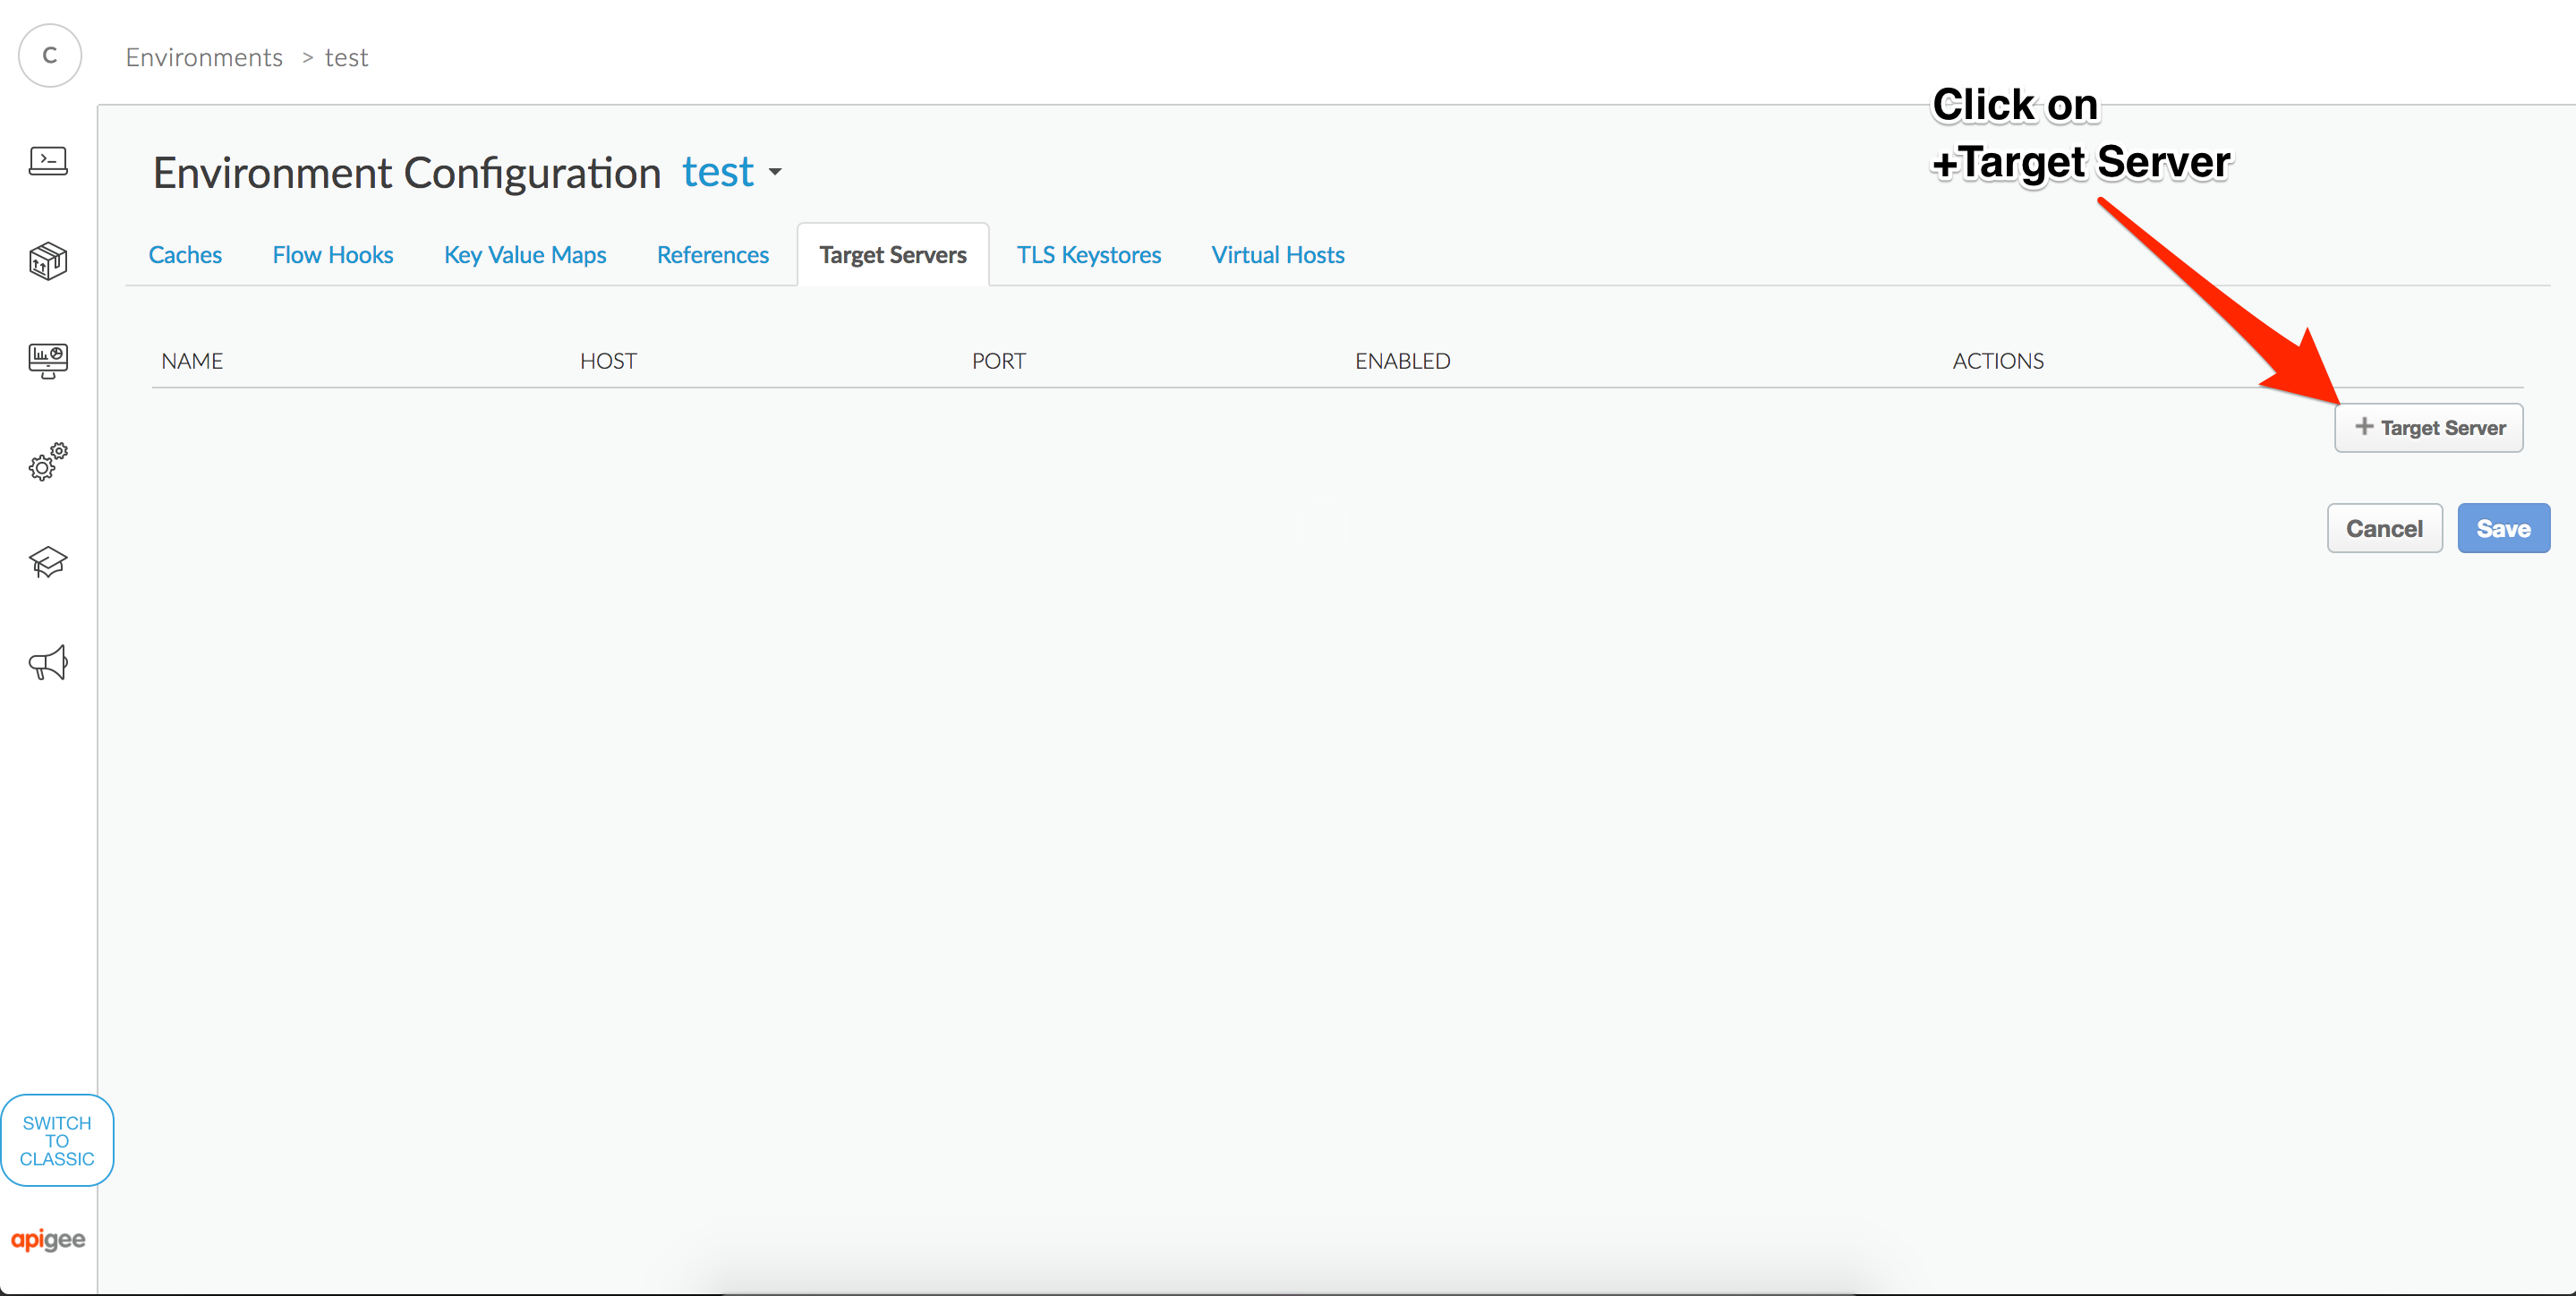 C
Environments > test
Click on
+Target Server
Environment Configuration test
Caches Flow Hooks Key Value Maps References Target Servers TLS Keystores Virtual Hosts
NAME HOST PORT ENABLED ACTIONS
+ Target Server
Cancel Save
SWITCH
TO
CLASSIC
apigee